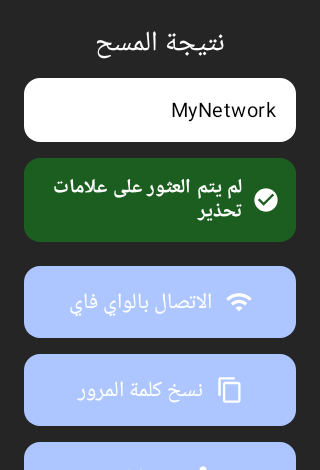 نتيجة المسح
MyNetwork
لم يتم العثور على علامات
تحذير
الاتصال بالواي فاي
نسخ كلمة المرور